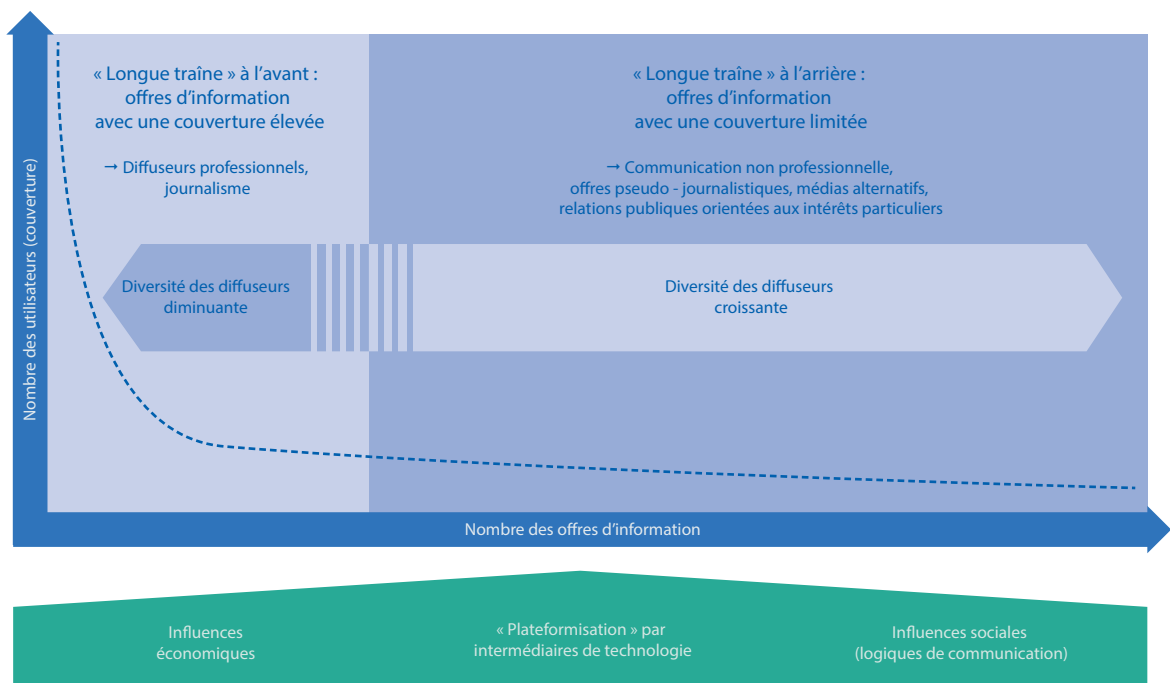 « Longue traîne » à l’avant :
offres d’information
avec une couverture élevée
→ Diffuseurs professionnels,
journalisme
« Longue traîne » à l’arrière :
offres d’information
avec une couverture limitée
→ Communication non professionnelle,
offres pseudo - journalistiques, médias alternatifs,
relations publiques orientées aux intérêts particuliers
Nombre des utilisateurs (couverture)
Diversité des diffuseurs
diminuante
Diversité des diffuseurs
croissante
Nombre des offres d’information
Influences
économiques
« Plateformisation » par
intermédiaires de technologie
Influences sociales
(logiques de communication)